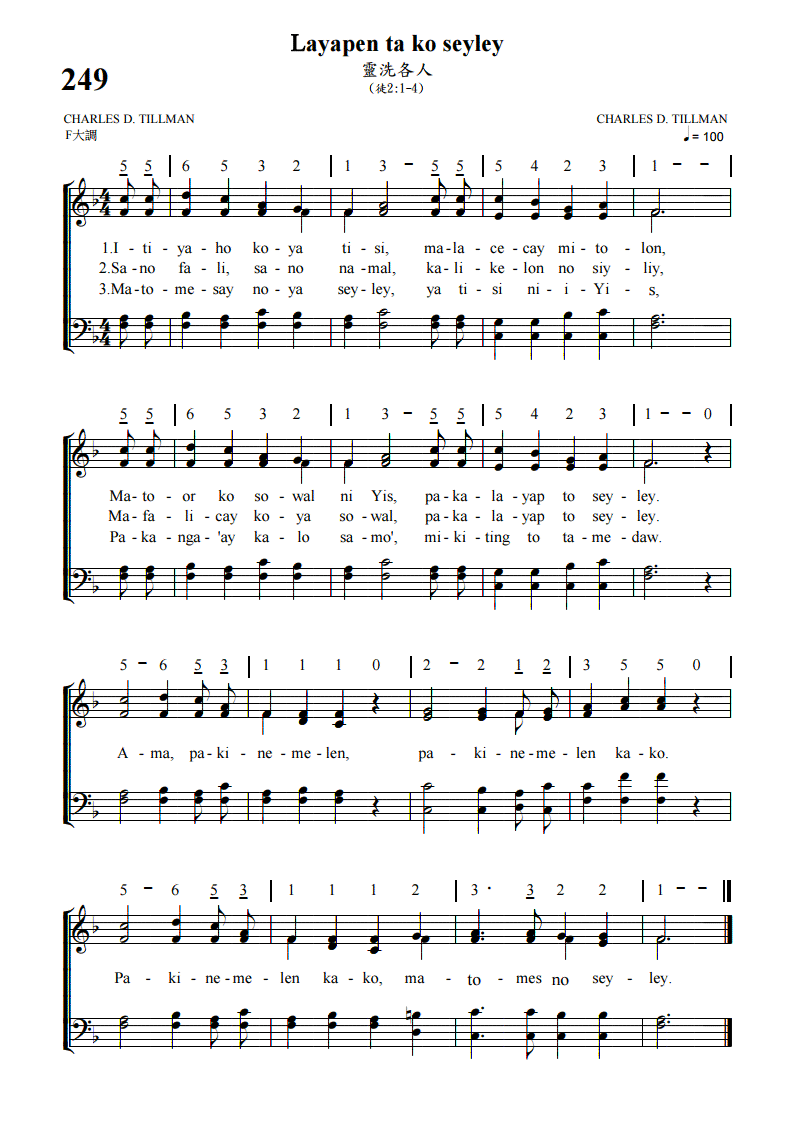 Layapen ta ko seyley
249
靈洗各人
(徒2:1-4)
CHARLES D. TILLMAN
CHARLES D. TILLMAN
F大調
♩= 100
5 5 | 6 5 3 2 | 1 3 - 5 5 | 5 4 2 3 | 1 - - |
4 4
1.I - ti - ya - ho ko - ya ti - si, ma - la - ce - cay mi - to - lon,
2.Sa - no fa - li, sa - no na - mal, ka - li - ke - lon no siy - liy,
3.Ma - to - me - say no - ya sey - ley, ya ti - si ni - i - Yi - s,
4 4
5 5 | 6 5 3 2 | 1 3 - 5 5 | 5 4 2 3 | 1 - - 0 |
Ma - to - or ko so - wal ni Yis, pa - ka - la - yap to sey - ley.
Ma - fa - li - cay ko - ya so - wal, pa - ka - la - yap to sey - ley.
Pa - ka - nga - 'ay ka - lo sa - mo', mi - ki - ting to ta - me - daw.
5 - 6 5 3 | 1 1 1 0 | 2 - 2 1 2 | 3 5 5 0 |
A - ma, pa - ki - ne - me - len, pa - ki - ne - me - len ka - ko.
5 - 6 5 3 | 1 1 1 2 | 3 · 3 2 2 | 1 - - ‖
Pa - ki - ne - me - len ka - ko, ma - to - mes no sey - ley.